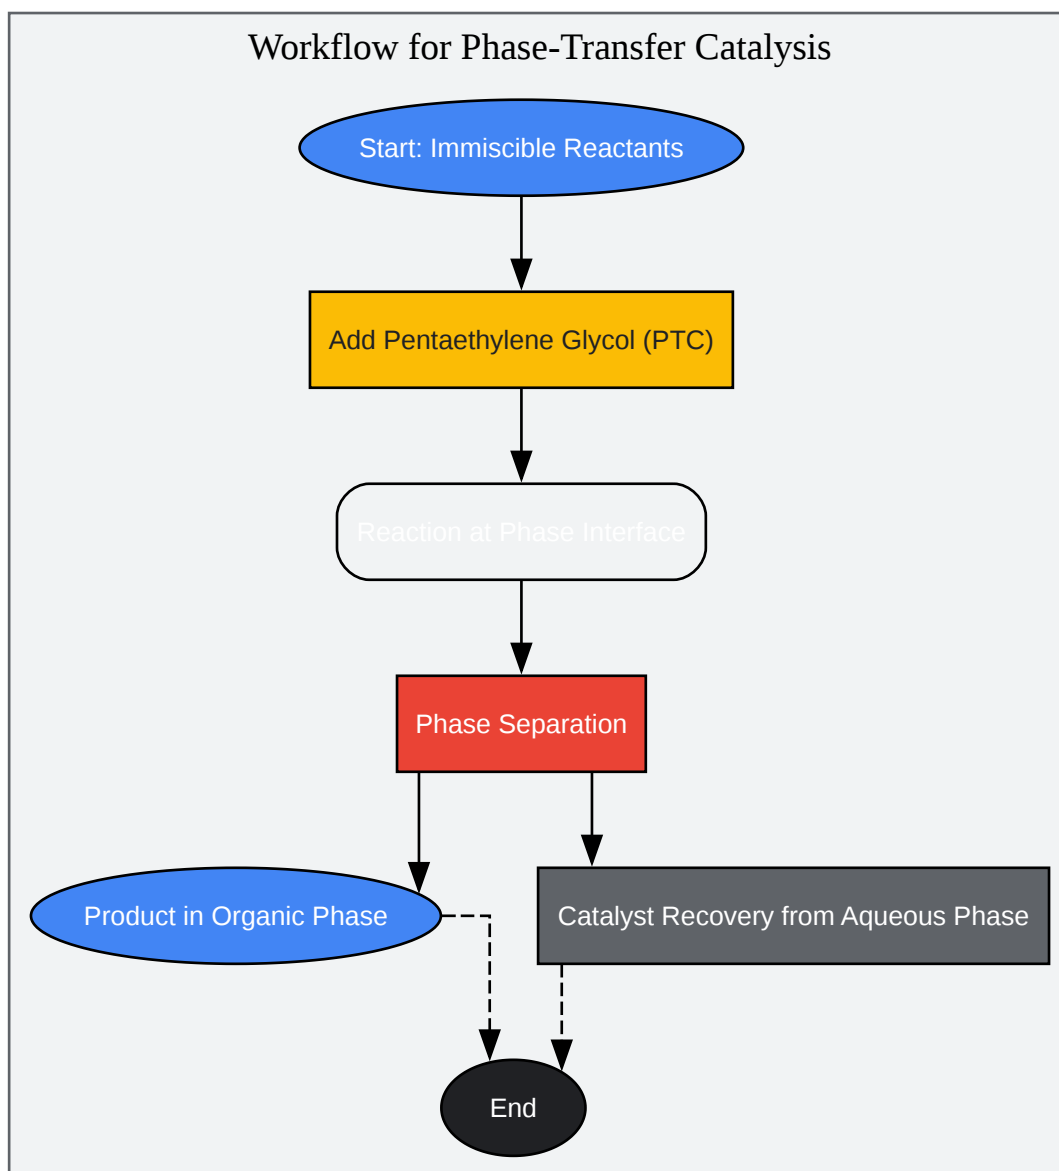 Workflow for Phase-Transfer Catalysis
Start: Immiscible Reactants
Add Pentaethylene Glycol (PTC)
Reaction at Phase Interface
Phase Separation
Product in Organic Phase
Catalyst Recovery from Aqueous Phase
End